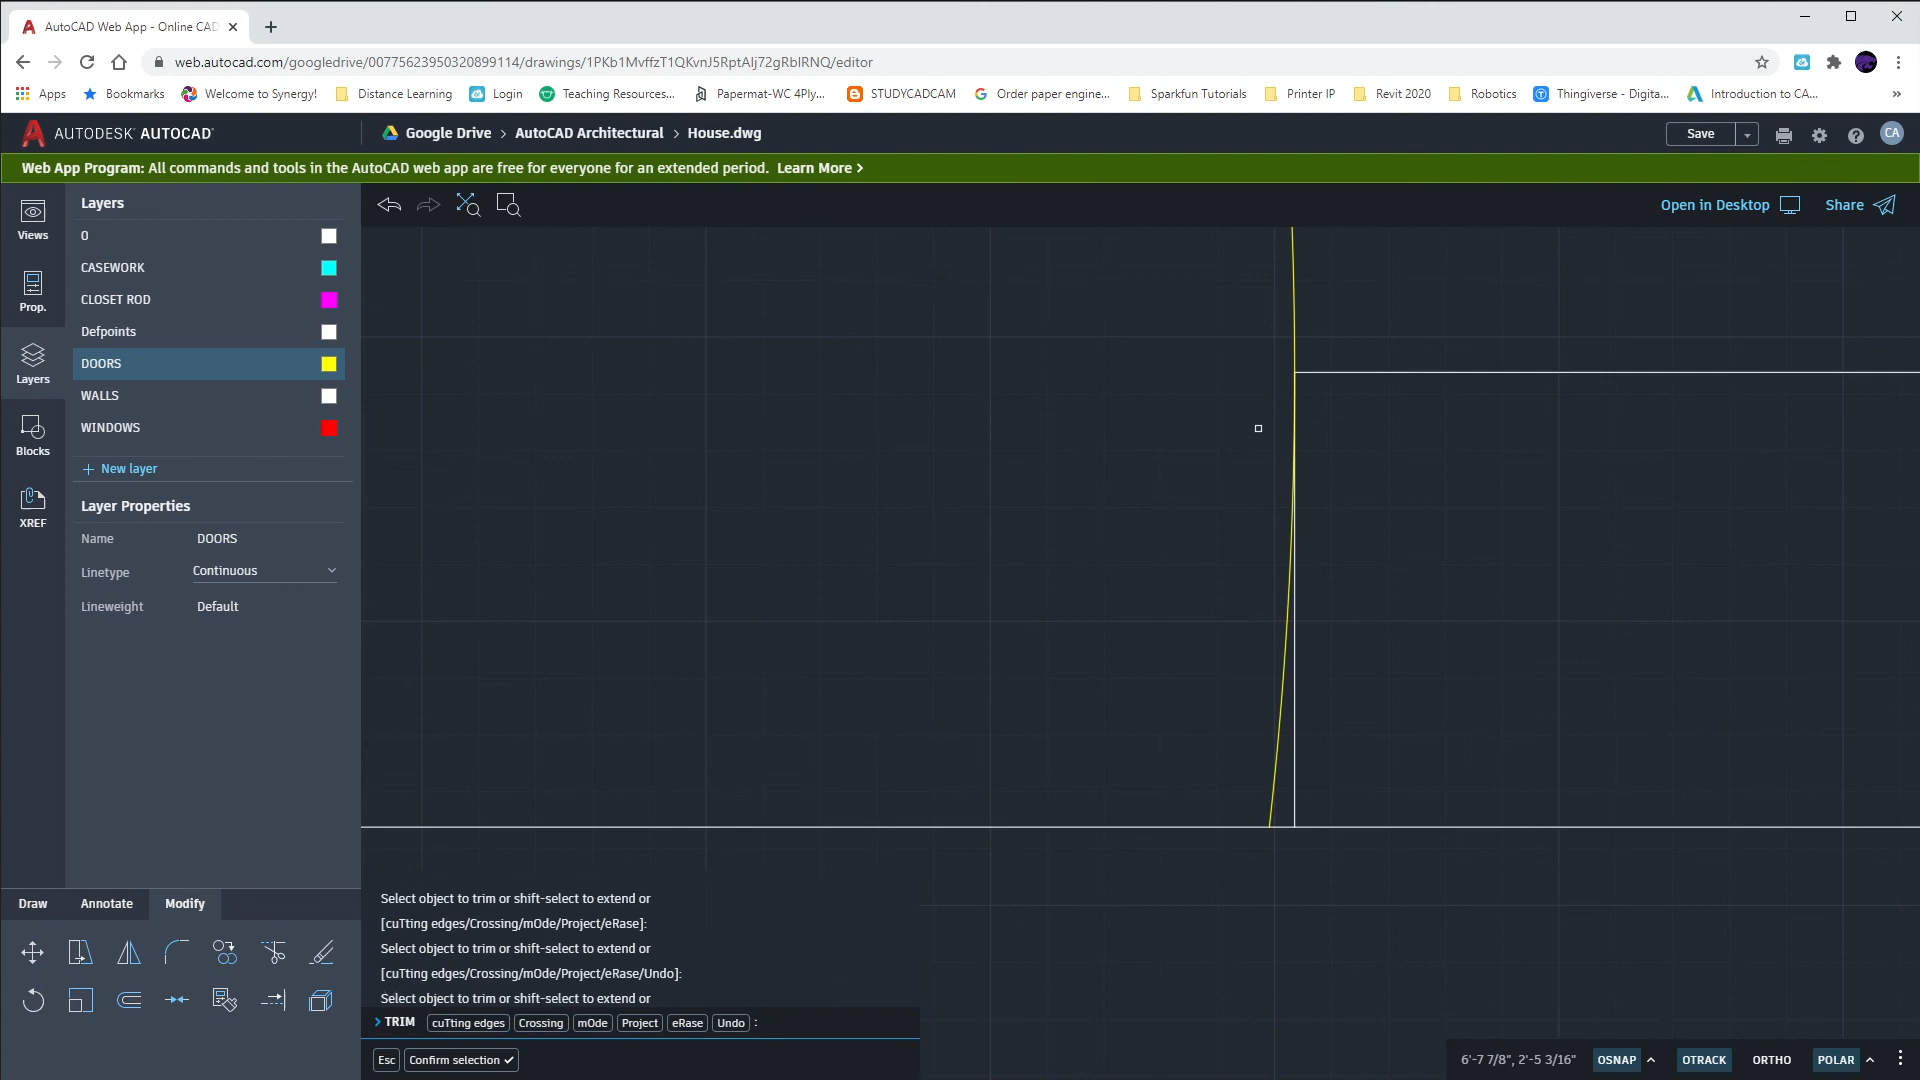 AutoCAD Web App - Online CAD
web.autocad.com/googledrive/00775623950320899114/drawings/1PKb1MvffzT1QKvnJ5RptAlj72gRbIRNQ/editor
Apps Bookmarks Welcome to Synergy! Distance Learning Login Teaching Resources... Papermat-WC 4Ply... STUDYCADCAM Order paper engine... Sparkfun Tutorials Printer IP Revit 2020 Robotics Thingiverse - Digita... Introduction to CA... »
AUTODESK® AUTOCAD® Google Drive > AutoCAD Architectural > House.dwg Save CA
Web App Program: All commands and tools in the AutoCAD web app are free for everyone for an extended period. Learn More >
Views
Prop.
Layers
Blocks
XREF
Layers
0
CASEWORK
CLOSET ROD
Defpoints
DOORS
WALLS
WINDOWS
+ New layer
Layer Properties
Name DOORS
Linetype Continuous
Lineweight Default
Open in Desktop Share
Draw Annotate Modify
Select object to trim or shift-select to extend or
[cuTting edges/Crossing/mOde/Project/eRase]:
Select object to trim or shift-select to extend or
[cuTting edges/Crossing/mOde/Project/eRase/Undo]:
Select object to trim or shift-select to extend or
> TRIM cuTting edges Crossing mOde Project eRase Undo :
Esc Confirm selection ✓
6'-7 7/8", 2'-5 3/16" OSNAP OTRACK ORTHO POLAR